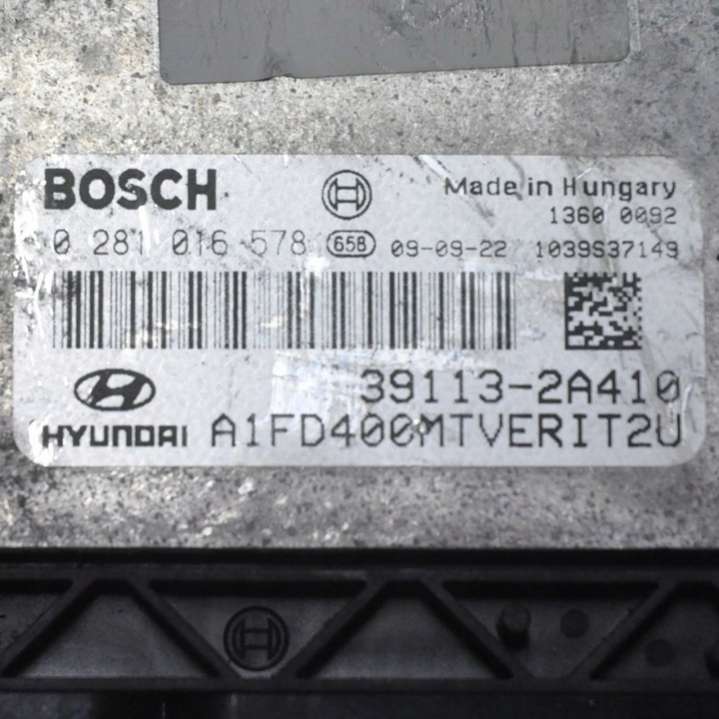 BOSCH
Made in Hungary
1360 0092
0 281 016 578 658 09-09-22 1039S37149
39113-2A410
HYUNDAI A1FD400MTVERIT2U